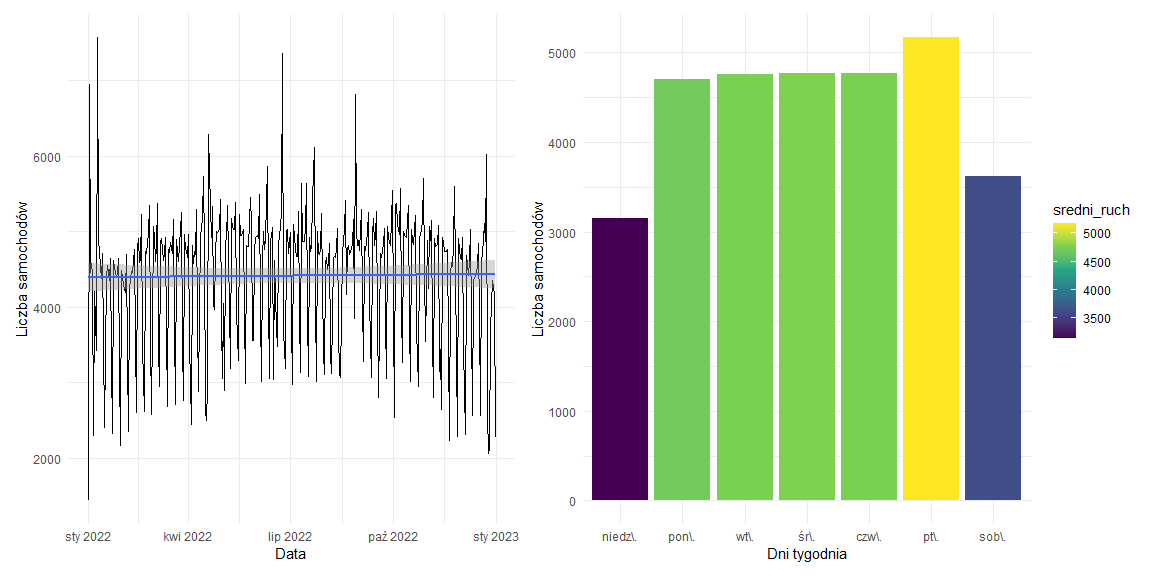 Liczba samochodów
6000
4000
2000
sty 2022
kwi 2022
lip 2022
paź 2022
sty 2023
Data
Liczba samochodów
5000
4000
3000
2000
1000
0
niedz\.
pon\.
wt\.
śr\.
czw\.
pt\.
sob\.
Dni tygodnia
sredni_ruch
5000
4500
4000
3500